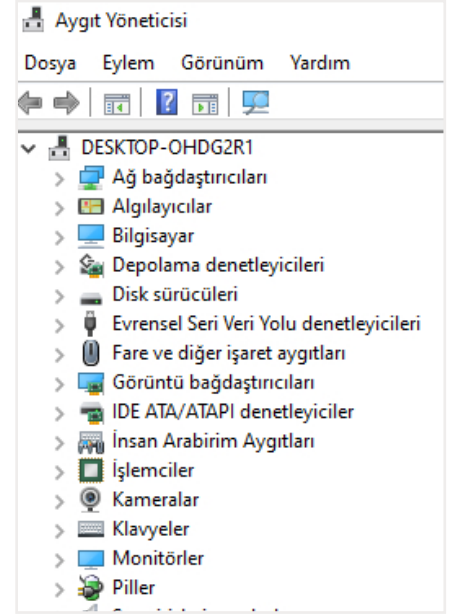 Aygıt Yöneticisi
Dosya Eylem Görünüm Yardım
DESKTOP-OHDG2R1
Ağ bağdaştırıcıları
Algılayıcılar
Bilgisayar
Depolama denetleyicileri
Disk sürücüleri
Evrensel Seri Veri Yolu denetleyicileri
Fare ve diğer işaret aygıtları
Görüntü bağdaştırıcıları
IDE ATA/ATAPI denetleyiciler
İnsan Arabirim Aygıtları
İşlemciler
Kameralar
Klavyeler
Monitörler
Piller